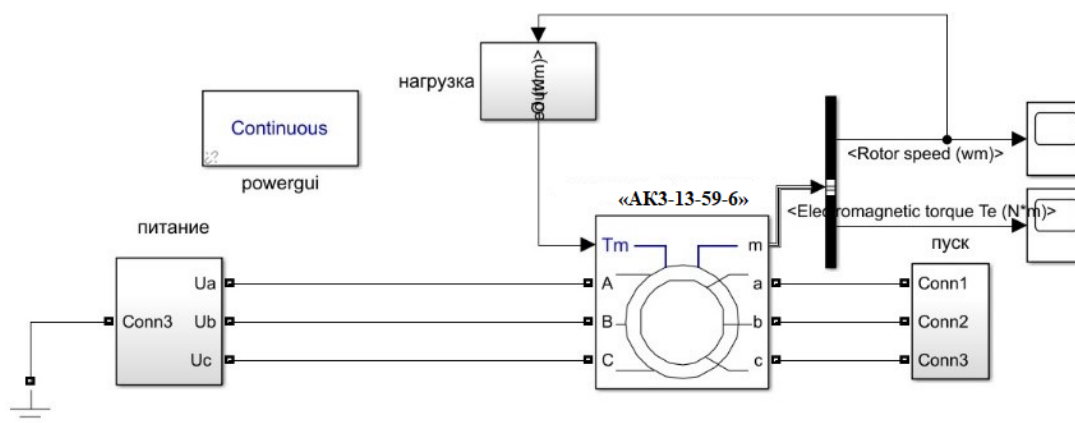 нагрузка
Continuous
powergui
<Rotor speed (wm)>
«АКЗ-13-59-6»
<Electromagnetic torque Te (N*m)>
питание
пуск
Tm
m
Ua
A
a
Conn1
Conn3
Ub
B
b
Conn2
Uc
C
c
Conn3